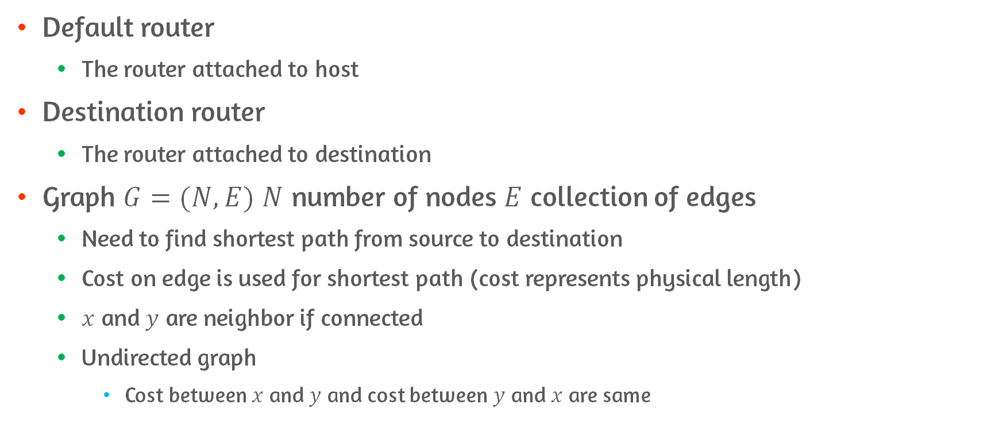 • Default router
• The router attached to host
• Destination router
• The router attached to destination
• Graph G = (N, E) N number of nodes E collection of edges
• Need to find shortest path from source to destination
• Cost on edge is used for shortest path (cost represents physical length)
• x and y are neighbor if connected
• Undirected graph
• Cost between x and y and cost between y and x are same